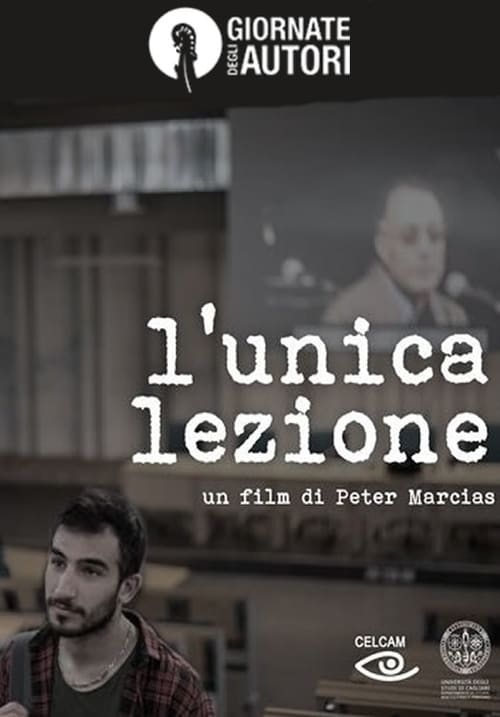 GIORNATE
DEGLI
AUTORI
l'unica
lezione
un film di Peter Marcias
CELCAM
UNIVERSITÀ DEGLI
STUDI DI CAGLIARI